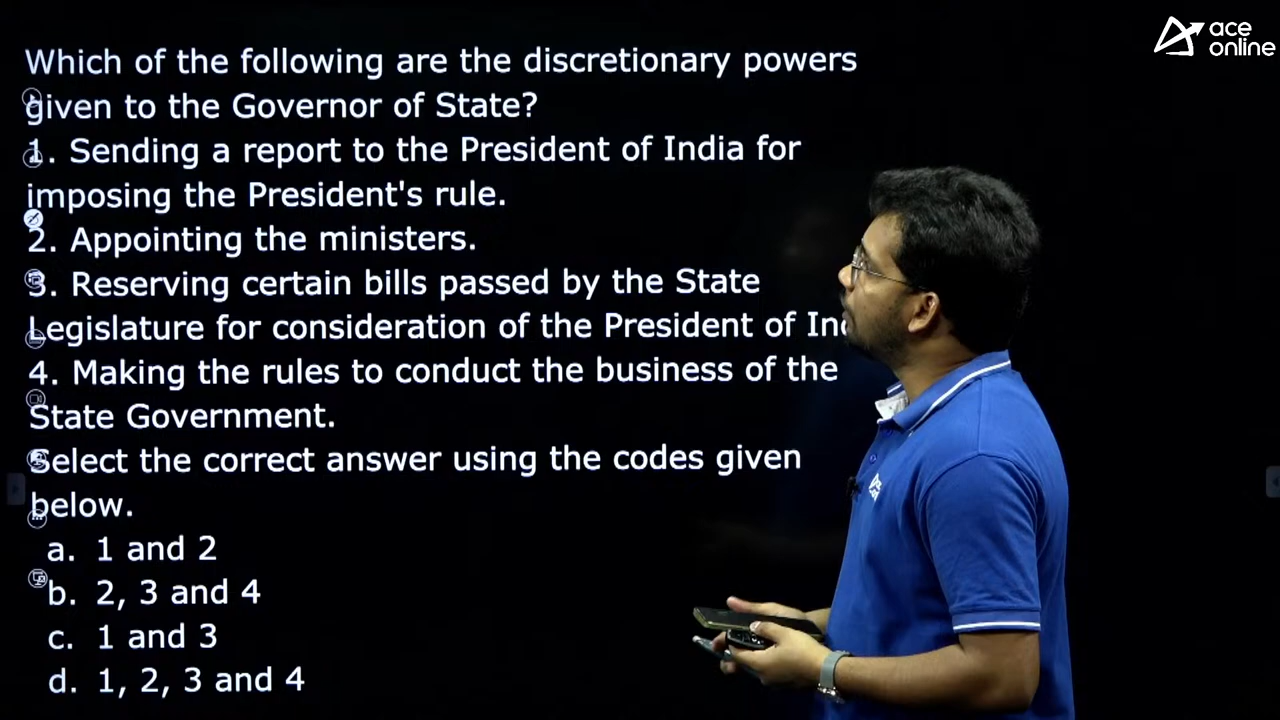 ace
online
Which of the following are the discretionary powers
given to the Governor of State?
1. Sending a report to the President of India for
imposing the President's rule.
2. Appointing the ministers.
3. Reserving certain bills passed by the State
Legislature for consideration of the President of Ind
4. Making the rules to conduct the business of the
State Government.
Select the correct answer using the codes given
below.
a. 1 and 2
b. 2, 3 and 4
c. 1 and 3
d. 1, 2, 3 and 4